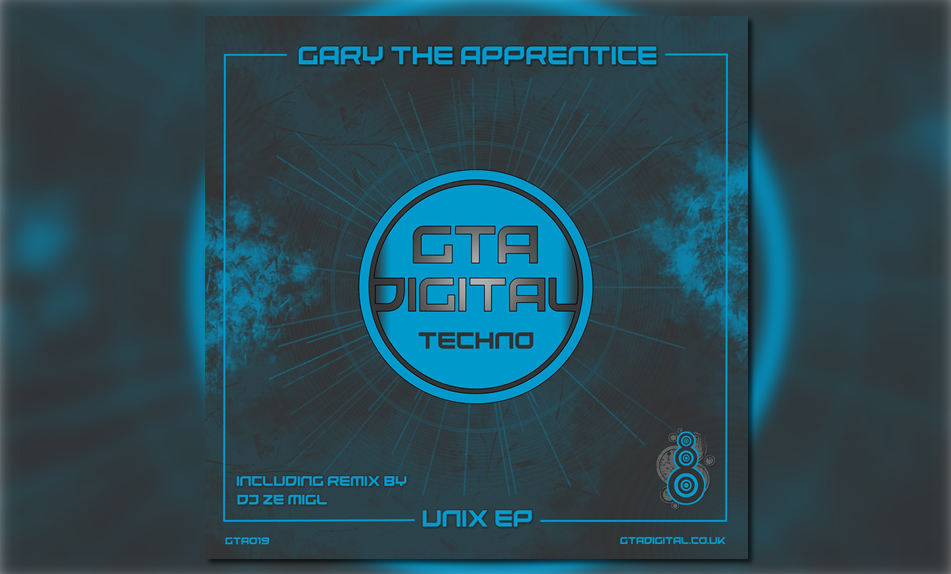 GARY THE APPRENTICE
GTA
DIGITAL
TECHNO
INCLUDING REMIX BY
DJ ZE MIGL
UNIX EP
GTA019
GTADIGITAL.CO.UK